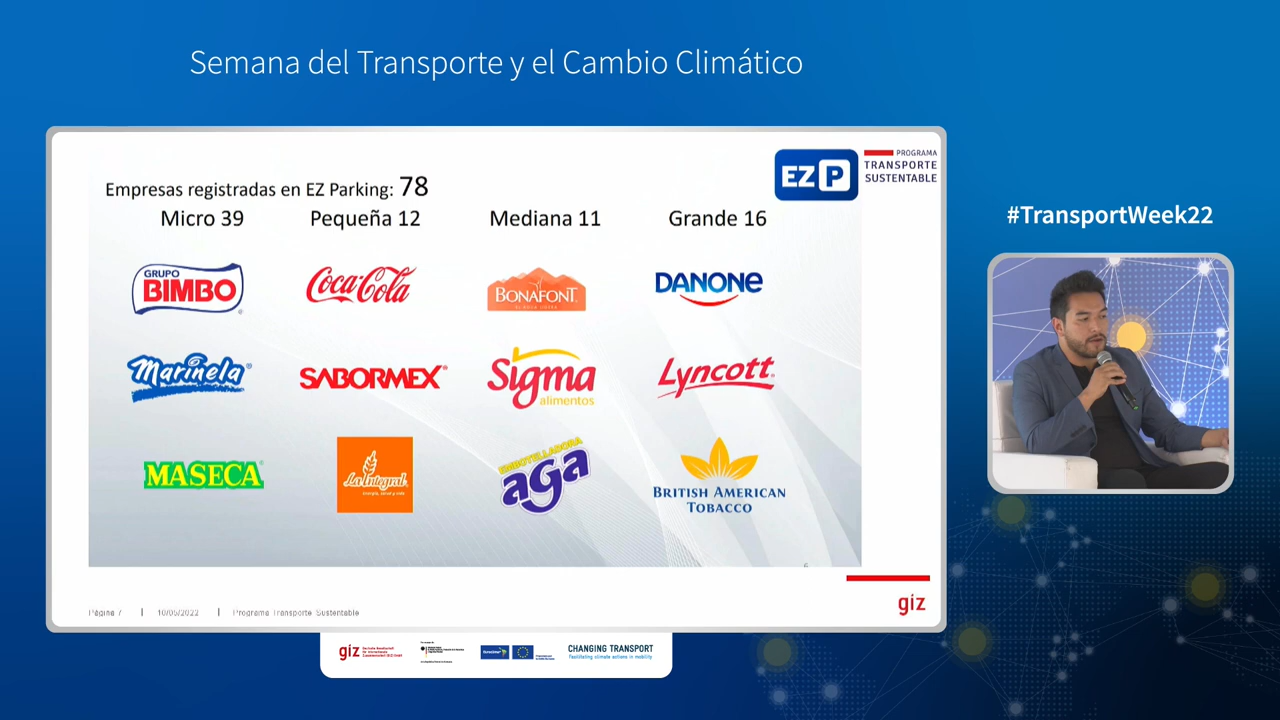 Semana del Transporte y el Cambio Climático
EZ P
PROGRAMA
TRANSPORTE
SUSTENTABLE
Empresas registradas en EZ Parking: 78
Micro 39
Pequeña 12
Mediana 11
Grande 16
#TransportWeek22
GRUPO
BIMBO
Coca-Cola
BONAFONT
DANONE
Marinela
SABORMEX
Sigma
alimentos
Lyncott
MASECA
La Integral
EMBOTELLADORA
aga
BRITISH AMERICAN
TOBACCO
6
giz
Página 7 | 10/05/2022 | Programa Transporte Sustentable
giz
CHANGING TRANSPORT
Facilitating climate actions in mobility